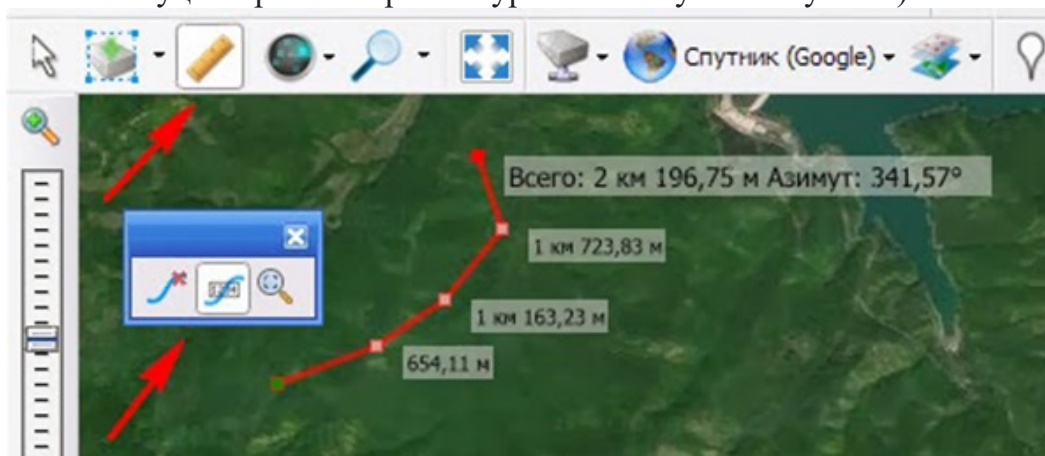 Спутник (Google)
Всего: 2 км 196,75 м Азимут: 341,57°
1 км 723,83 м
1 км 163,23 м
654,11 м